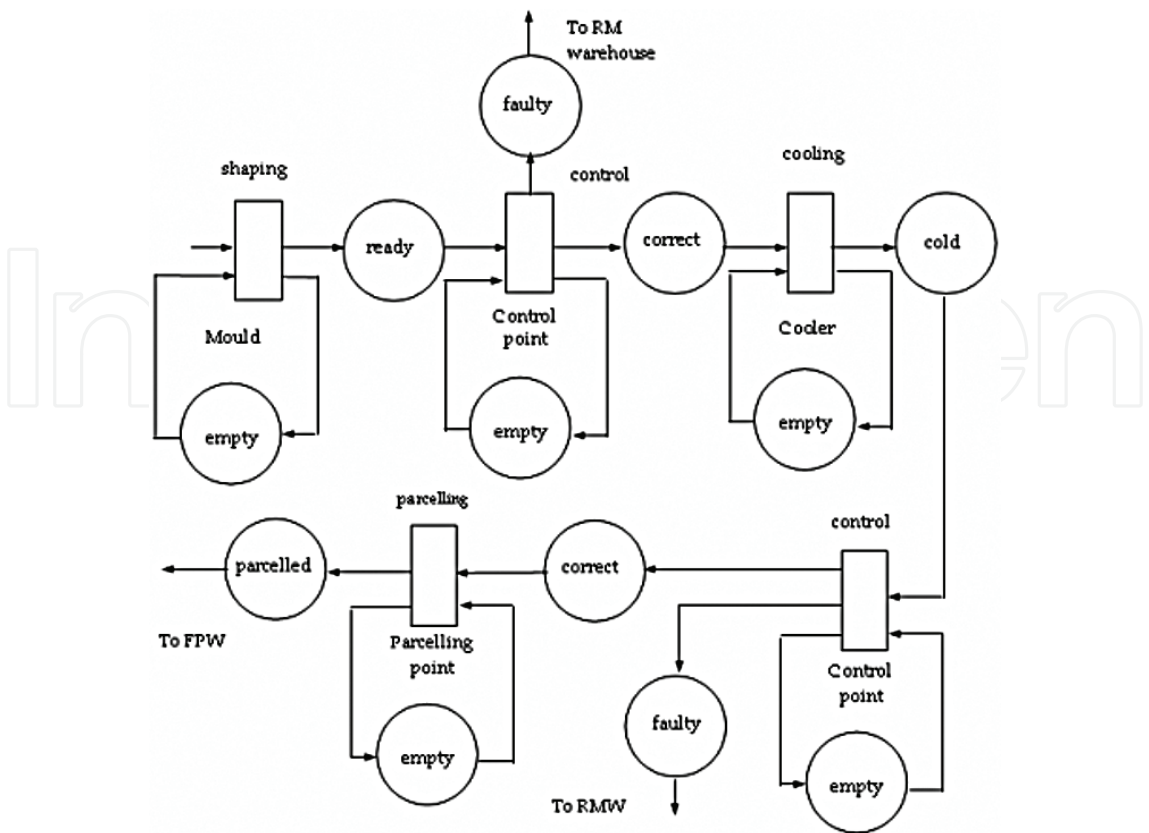 To RM
warehouse
faulty
shaping
control
cooling
ready
correct
cold
Mould
Control
point
Cooler
empty
empty
empty
parcelling
control
parcelled
correct
To FPW
Parcelling
point
Control
point
faulty
empty
empty
To RMW